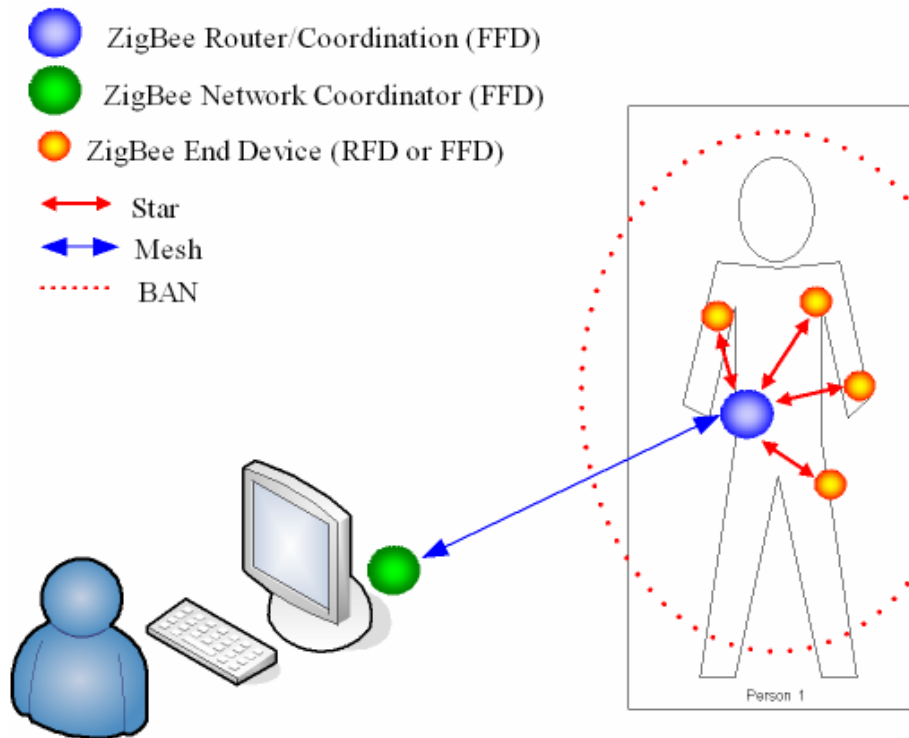 ZigBee Router/Coordination (FFD)
ZigBee Network Coordinator (FFD)
ZigBee End Device (RFD or FFD)
Star
Mesh
BAN
Person 1